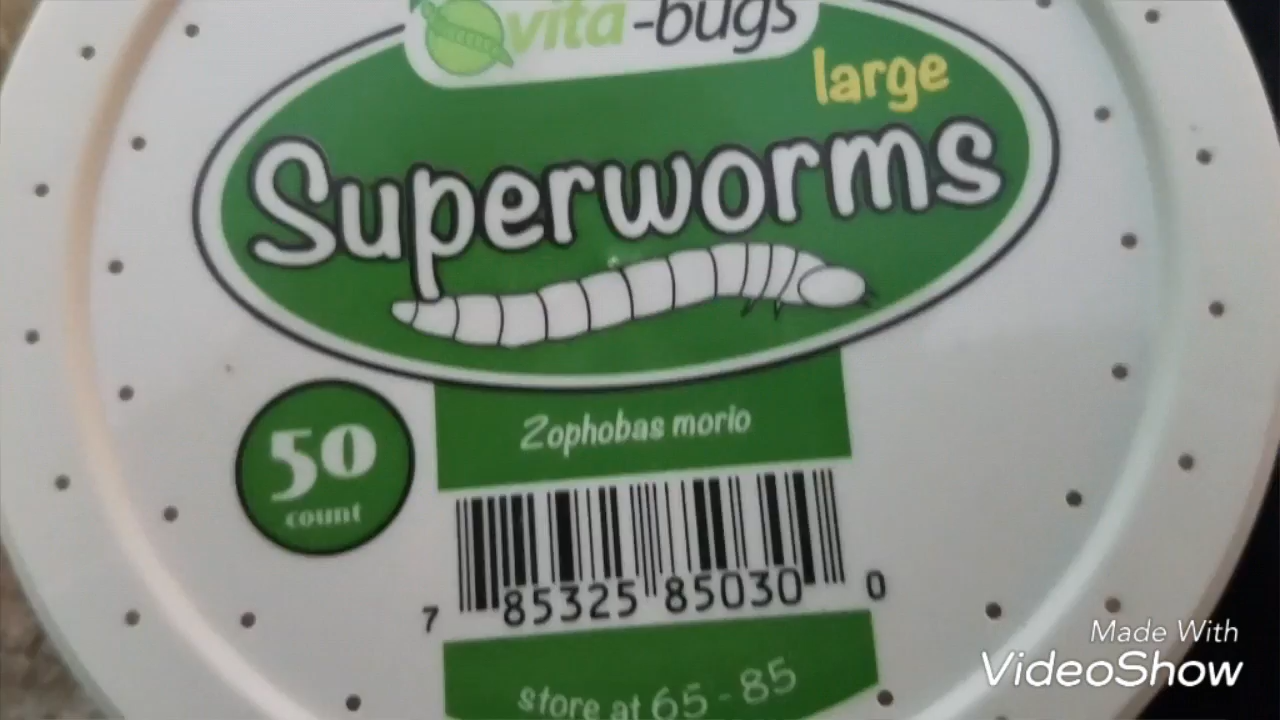 vita-bugs
large
Superworms
50
count
Zophobas morio
7 85325 85030 0
store at 65-85
Made With
VideoShow